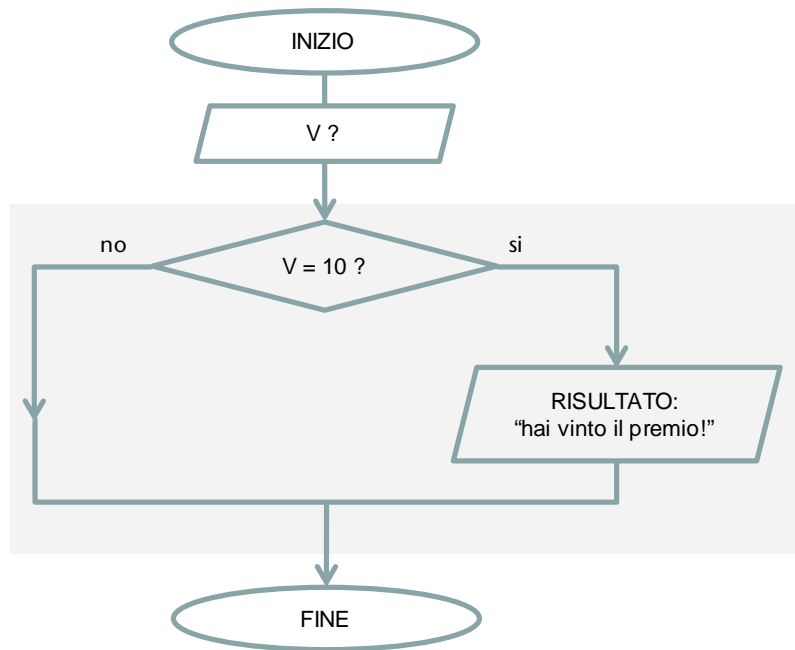 INIZIO
V ?
no
si
V = 10 ?
RISULTATO:
“hai vinto il premio!”
FINE